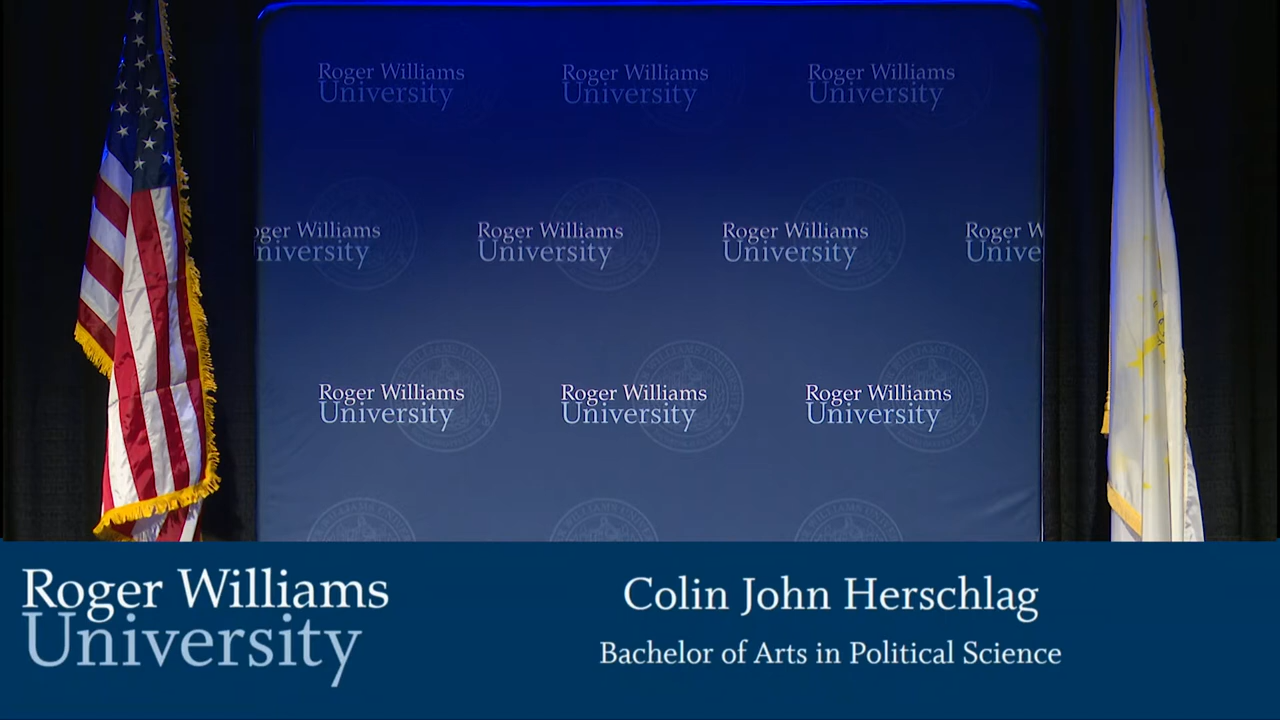 Roger Williams
University
Roger Williams
University
Roger Williams
University
oger Williams
niversity
Roger Williams
University
Roger Williams
University
Roger W
Unive
Roger Williams
University
Roger Williams
University
Roger Williams
University
Roger Williams
University
Colin John Herschlag
Bachelor of Arts in Political Science